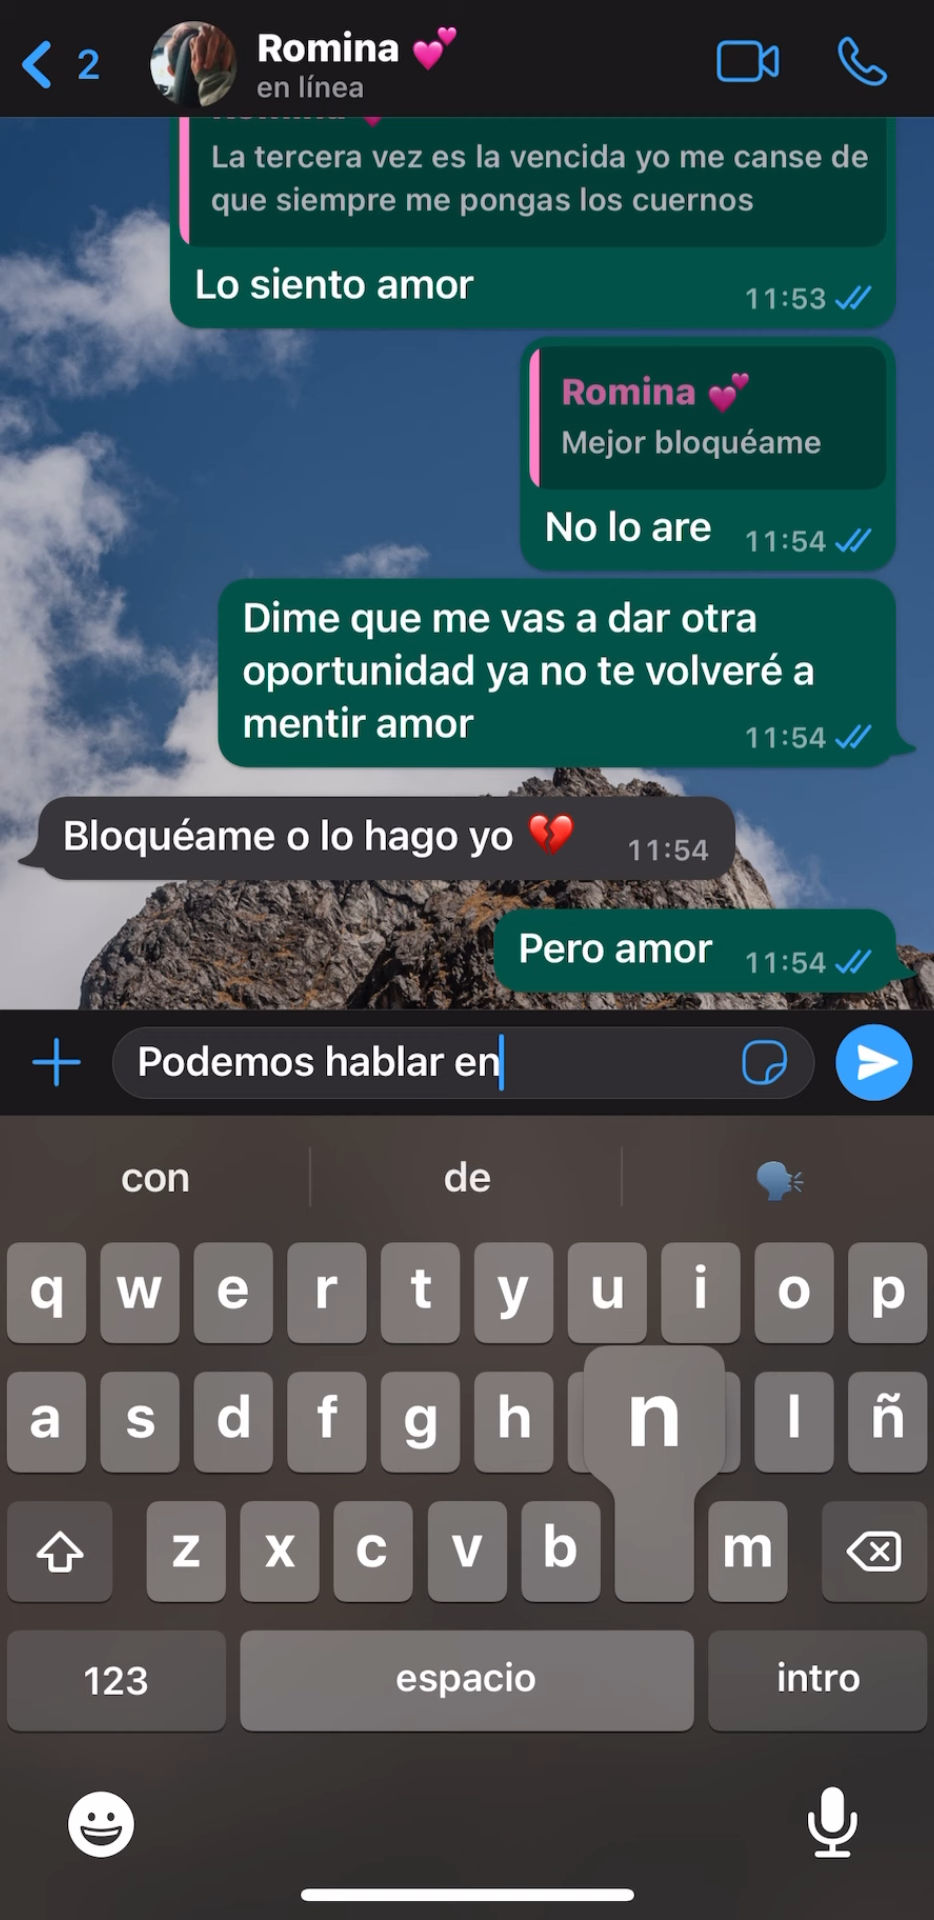 2
Romina 💕
en línea
La tercera vez es la vencida yo me canse de
que siempre me pongas los cuernos
Lo siento amor
11:53
Romina 💕
Mejor bloquéame
No lo are
11:54
Dime que me vas a dar otra
oportunidad ya no te volveré a
mentir amor
11:54
Bloquéame o lo hago yo 💔
11:54
Pero amor
11:54
Podemos hablar en
con de 🗣️
q w e r t y u i o p
a s d f g h n l ñ
z x c v b m
123 espacio intro